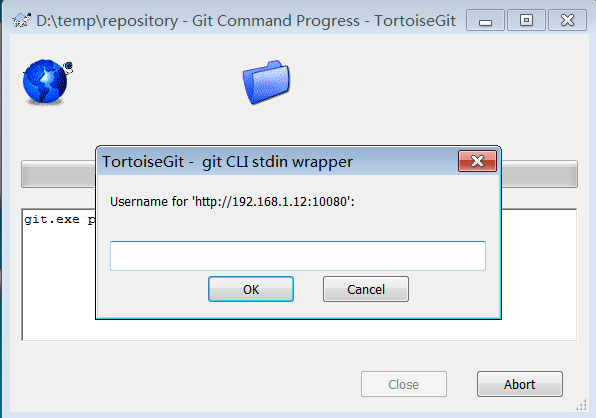 D:\temp\repository - Git Command Progress - TortoiseGit
TortoiseGit - git CLI stdin wrapper
Username for 'http://192.168.1.12:10080':
git.exe p
OK
Cancel
Close
Abort